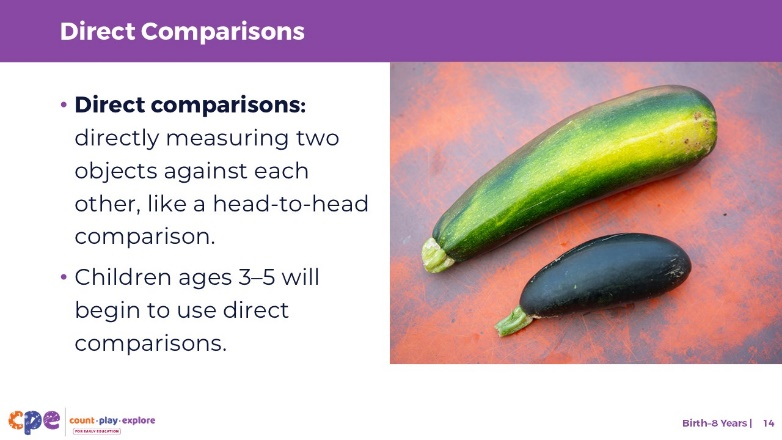 Direct Comparisons
• Direct comparisons:
directly measuring two
objects against each
other, like a head-to-head
comparison.
• Children ages 3–5 will
begin to use direct
comparisons.
cpe count·play·explore
FOR EARLY EDUCATION
Birth–8 Years | 14